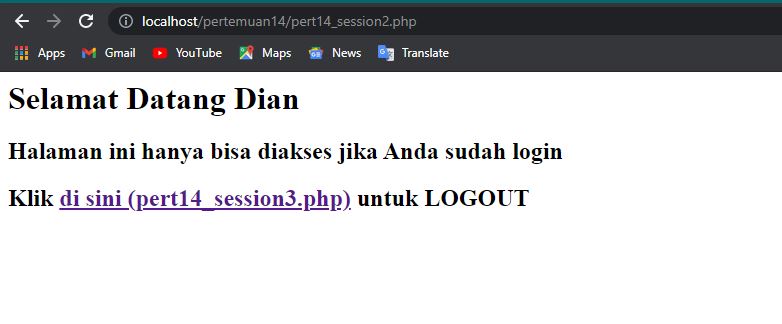 localhost/pertemuan14/pert14_session2.php
Apps Gmail YouTube Maps News Translate
Selamat Datang Dian
Halaman ini hanya bisa diakses jika Anda sudah login
Klik di sini (pert14_session3.php) untuk LOGOUT